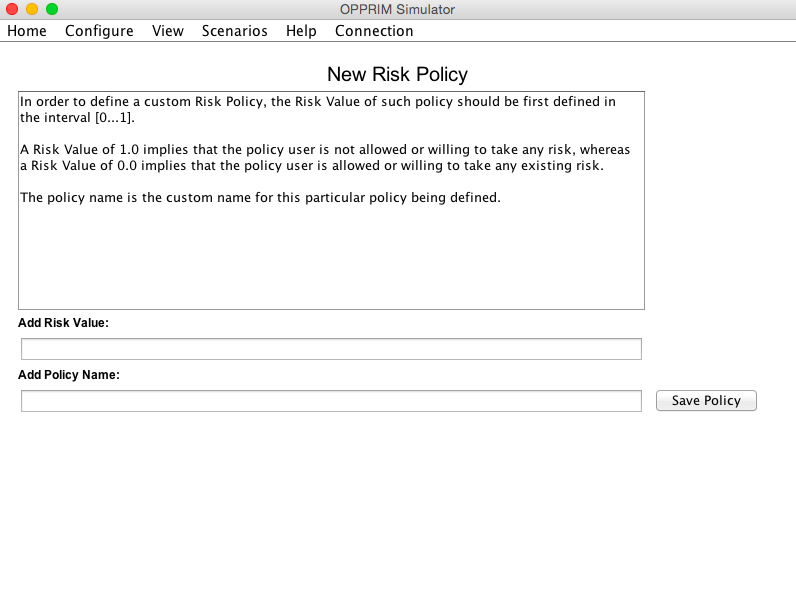 OPPRIM Simulator
Home Configure View Scenarios Help Connection
New Risk Policy
In order to define a custom Risk Policy, the Risk Value of such policy should be first defined in
the interval [0...1].
A Risk Value of 1.0 implies that the policy user is not allowed or willing to take any risk, whereas
a Risk Value of 0.0 implies that the policy user is allowed or willing to take any existing risk.
The policy name is the custom name for this particular policy being defined.
Add Risk Value:
Add Policy Name:
Save Policy